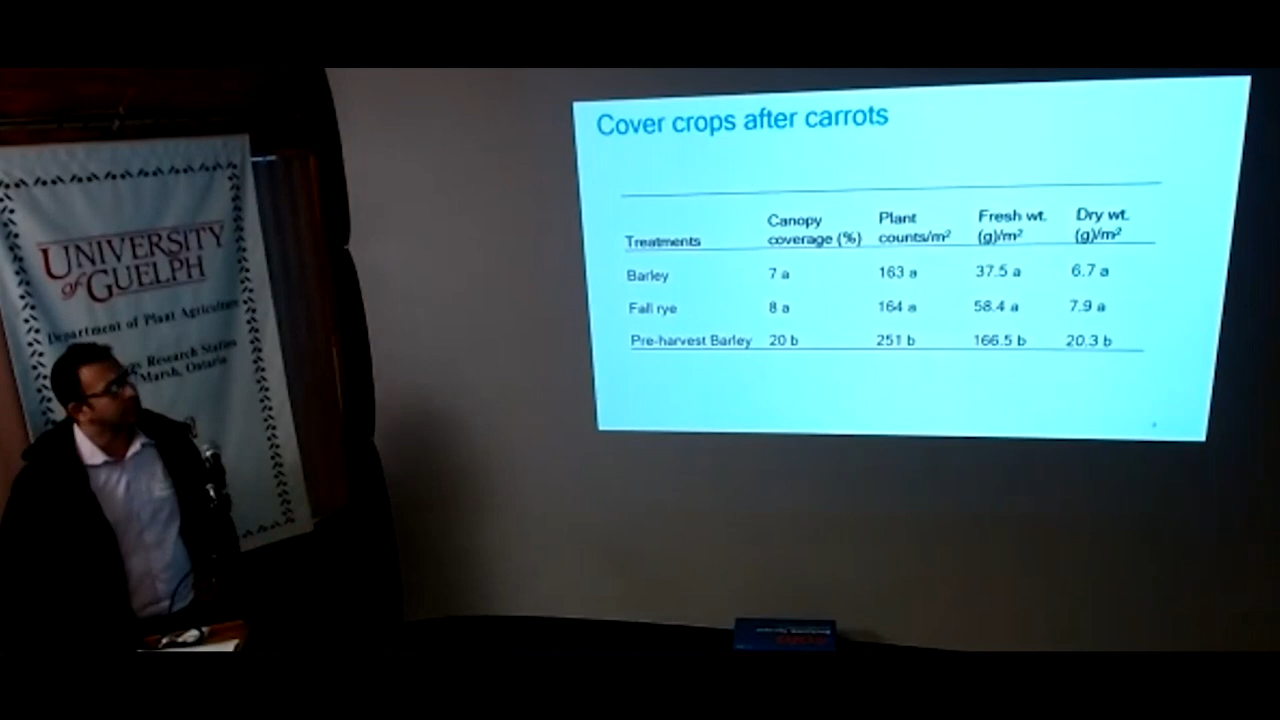 UNIVERSITY
of GUELPH
Department of Plant
Research Station
Marsh, Ontario
Cover crops after carrots
Treatments Canopy coverage (%) Plant counts/m² Fresh wt. (g)/m² Dry wt. (g)/m²
Barley 7 a 163 a 37.5 a 6.7 a
Fall rye 8 a 164 a 58.4 a 7.9 a
Pre-harvest Barley 20 b 251 b 166.5 b 20.3 b